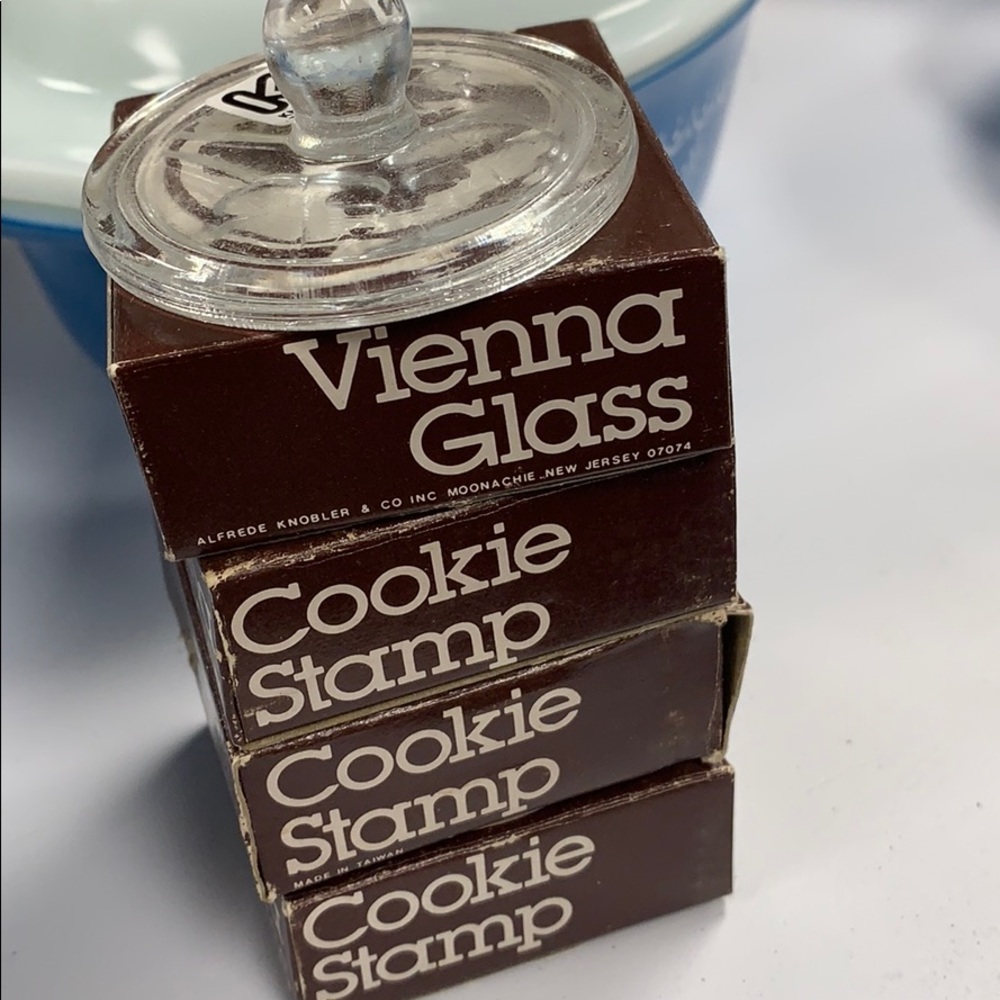 Vienna
Glass
ALFREDE KNOBLER & CO INC MOONACHIE NEW JERSEY 07074
Cookie
Stamp
Cookie
Stamp
MADE IN TAIWAN
Cookie
Stamp